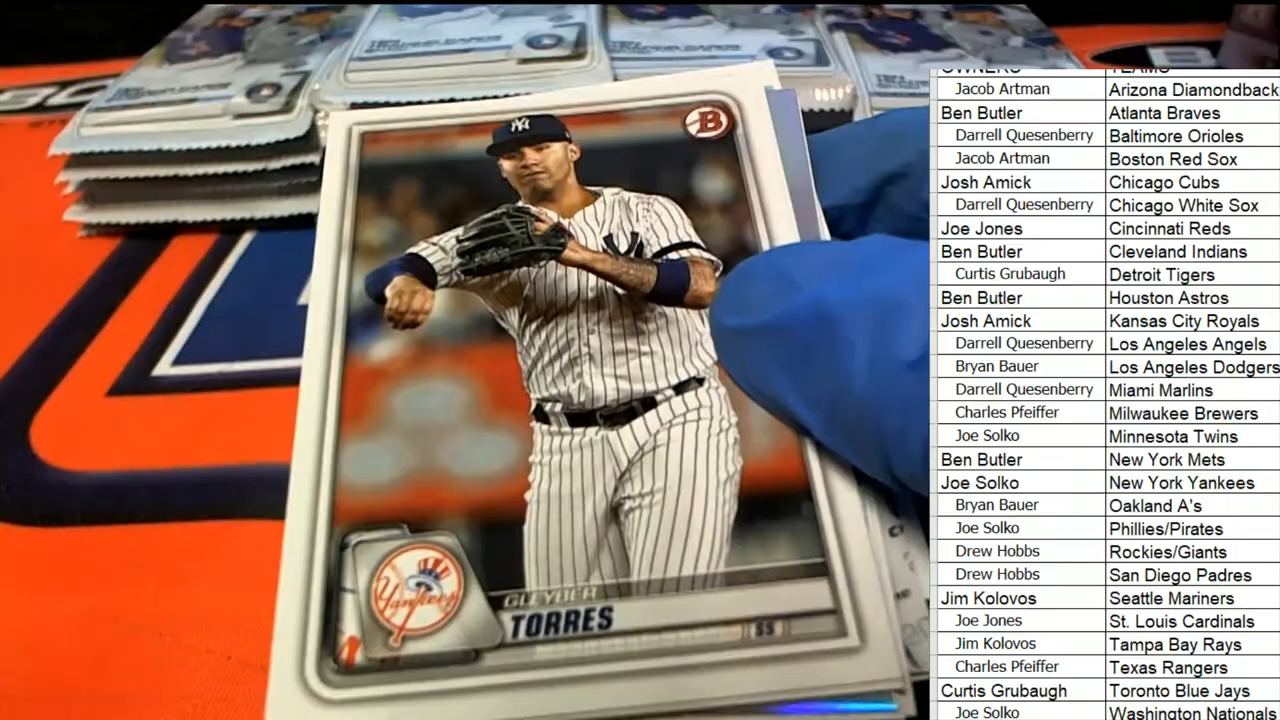 B
NY
NY
Yankees
GLEYBER
TORRES
SS
OWNERS TEAMS
Jacob Artman Arizona Diamondback
Ben Butler Atlanta Braves
Darrell Quesenberry Baltimore Orioles
Jacob Artman Boston Red Sox
Josh Amick Chicago Cubs
Darrell Quesenberry Chicago White Sox
Joe Jones Cincinnati Reds
Ben Butler Cleveland Indians
Curtis Grubaugh Detroit Tigers
Ben Butler Houston Astros
Josh Amick Kansas City Royals
Darrell Quesenberry Los Angeles Angels
Bryan Bauer Los Angeles Dodgers
Darrell Quesenberry Miami Marlins
Charles Pfeiffer Milwaukee Brewers
Joe Solko Minnesota Twins
Ben Butler New York Mets
Joe Solko New York Yankees
Bryan Bauer Oakland A's
Joe Solko Phillies/Pirates
Drew Hobbs Rockies/Giants
Drew Hobbs San Diego Padres
Jim Kolovos Seattle Mariners
Joe Jones St. Louis Cardinals
Jim Kolovos Tampa Bay Rays
Charles Pfeiffer Texas Rangers
Curtis Grubaugh Toronto Blue Jays
Joe Solko Washington Nationals